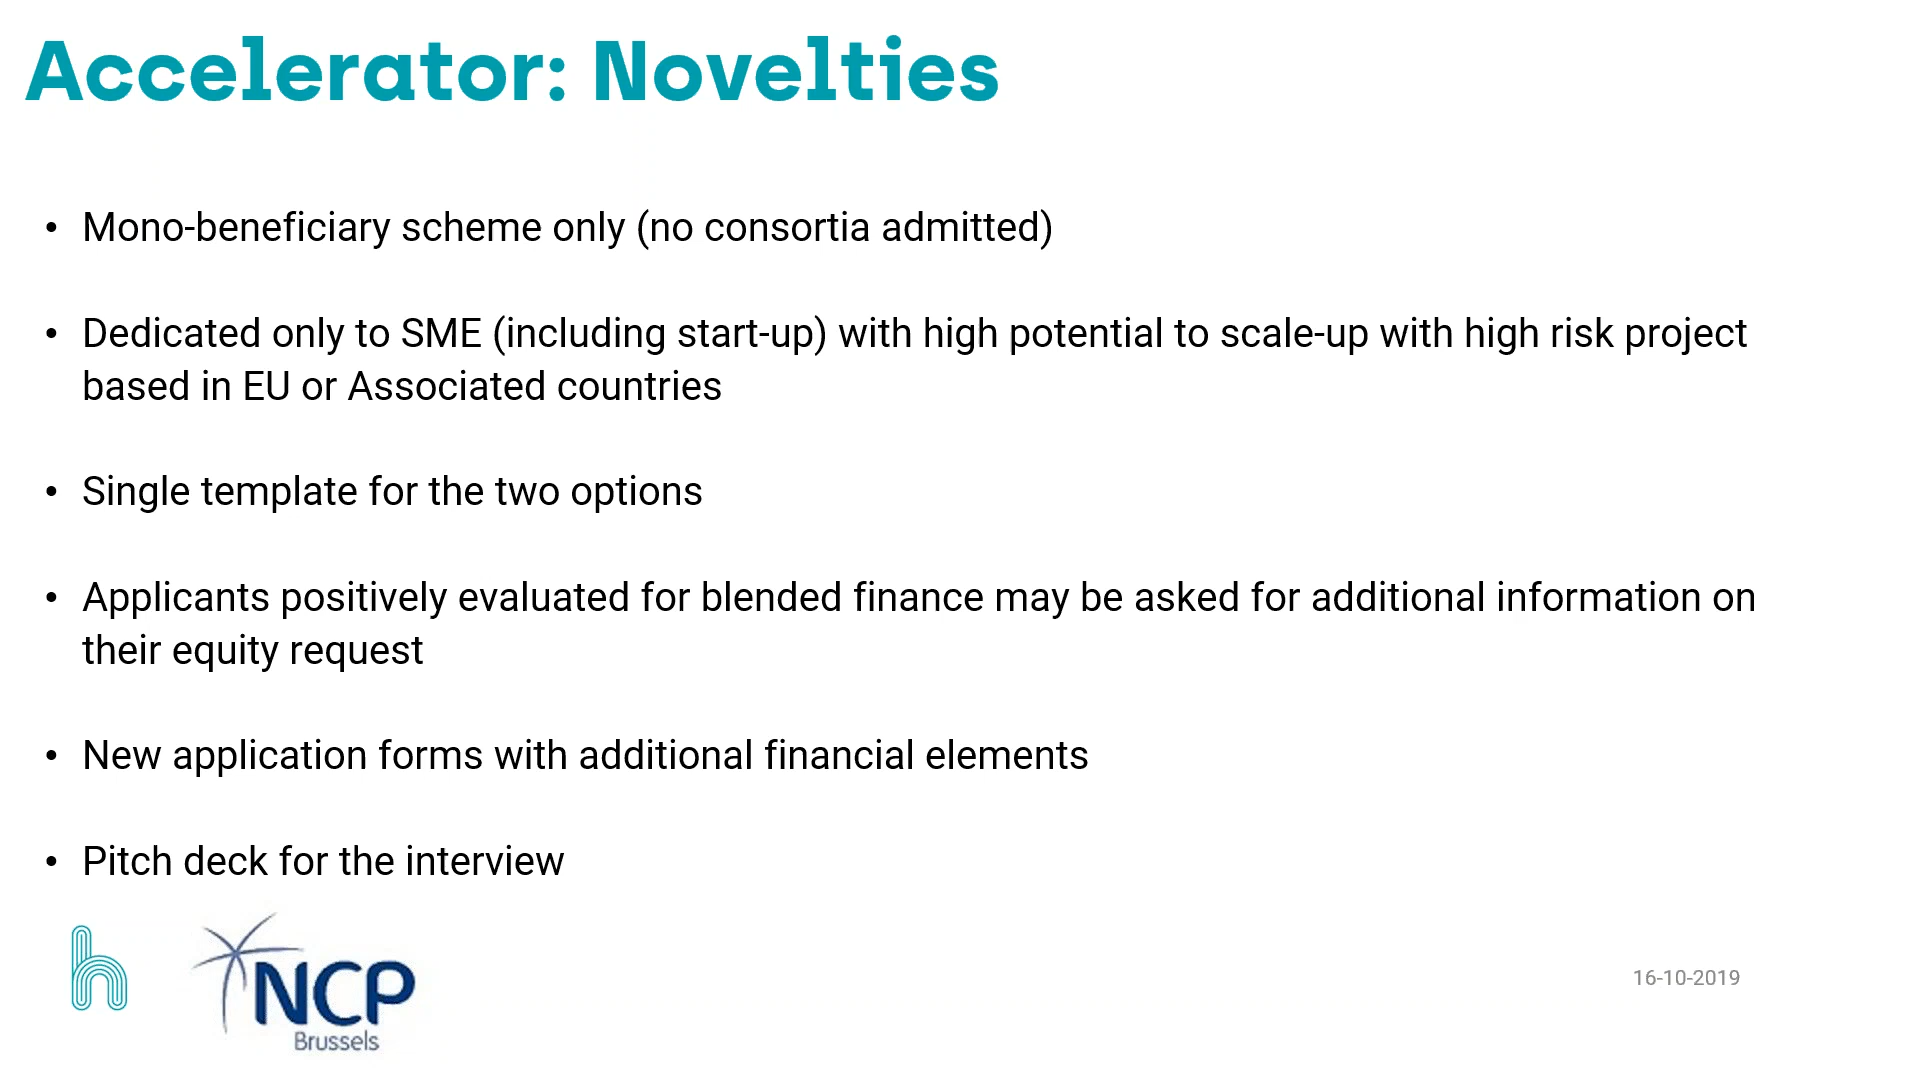 Accelerator: Novelties
• Mono-beneficiary scheme only (no consortia admitted)
• Dedicated only to SME (including start-up) with high potential to scale-up with high risk project
based in EU or Associated countries
• Single template for the two options
• Applicants positively evaluated for blended finance may be asked for additional information on
their equity request
• New application forms with additional financial elements
• Pitch deck for the interview
h
NCP
Brussels
16-10-2019